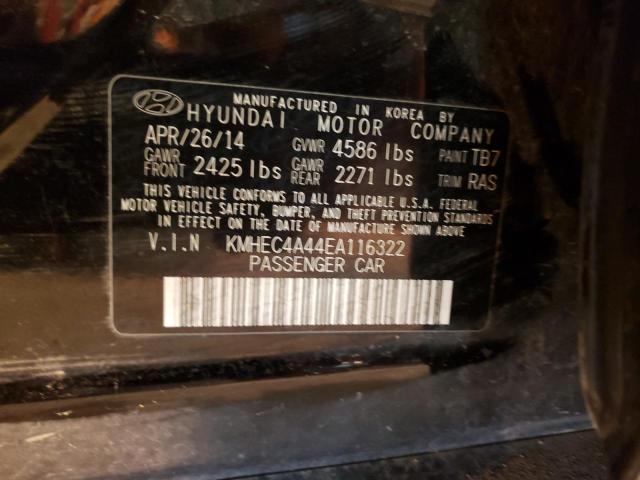 MANUFACTURED IN KOREA BY
HYUNDAI MOTOR COMPANY
APR/26/14 GVWR 4586 lbs PAINT TB7
GAWR FRONT 2425 lbs GAWR REAR 2271 lbs TRIM RAS
THIS VEHICLE CONFORMS TO ALL APPLICABLE U.S.A. FEDERAL
MOTOR VEHICLE SAFETY, BUMPER, AND THEFT PREVENTION STANDARDS
IN EFFECT ON THE DATE OF MANUFACTURE SHOWN ABOVE.
V.I.N KMHEC4A44EA116322
PASSENGER CAR